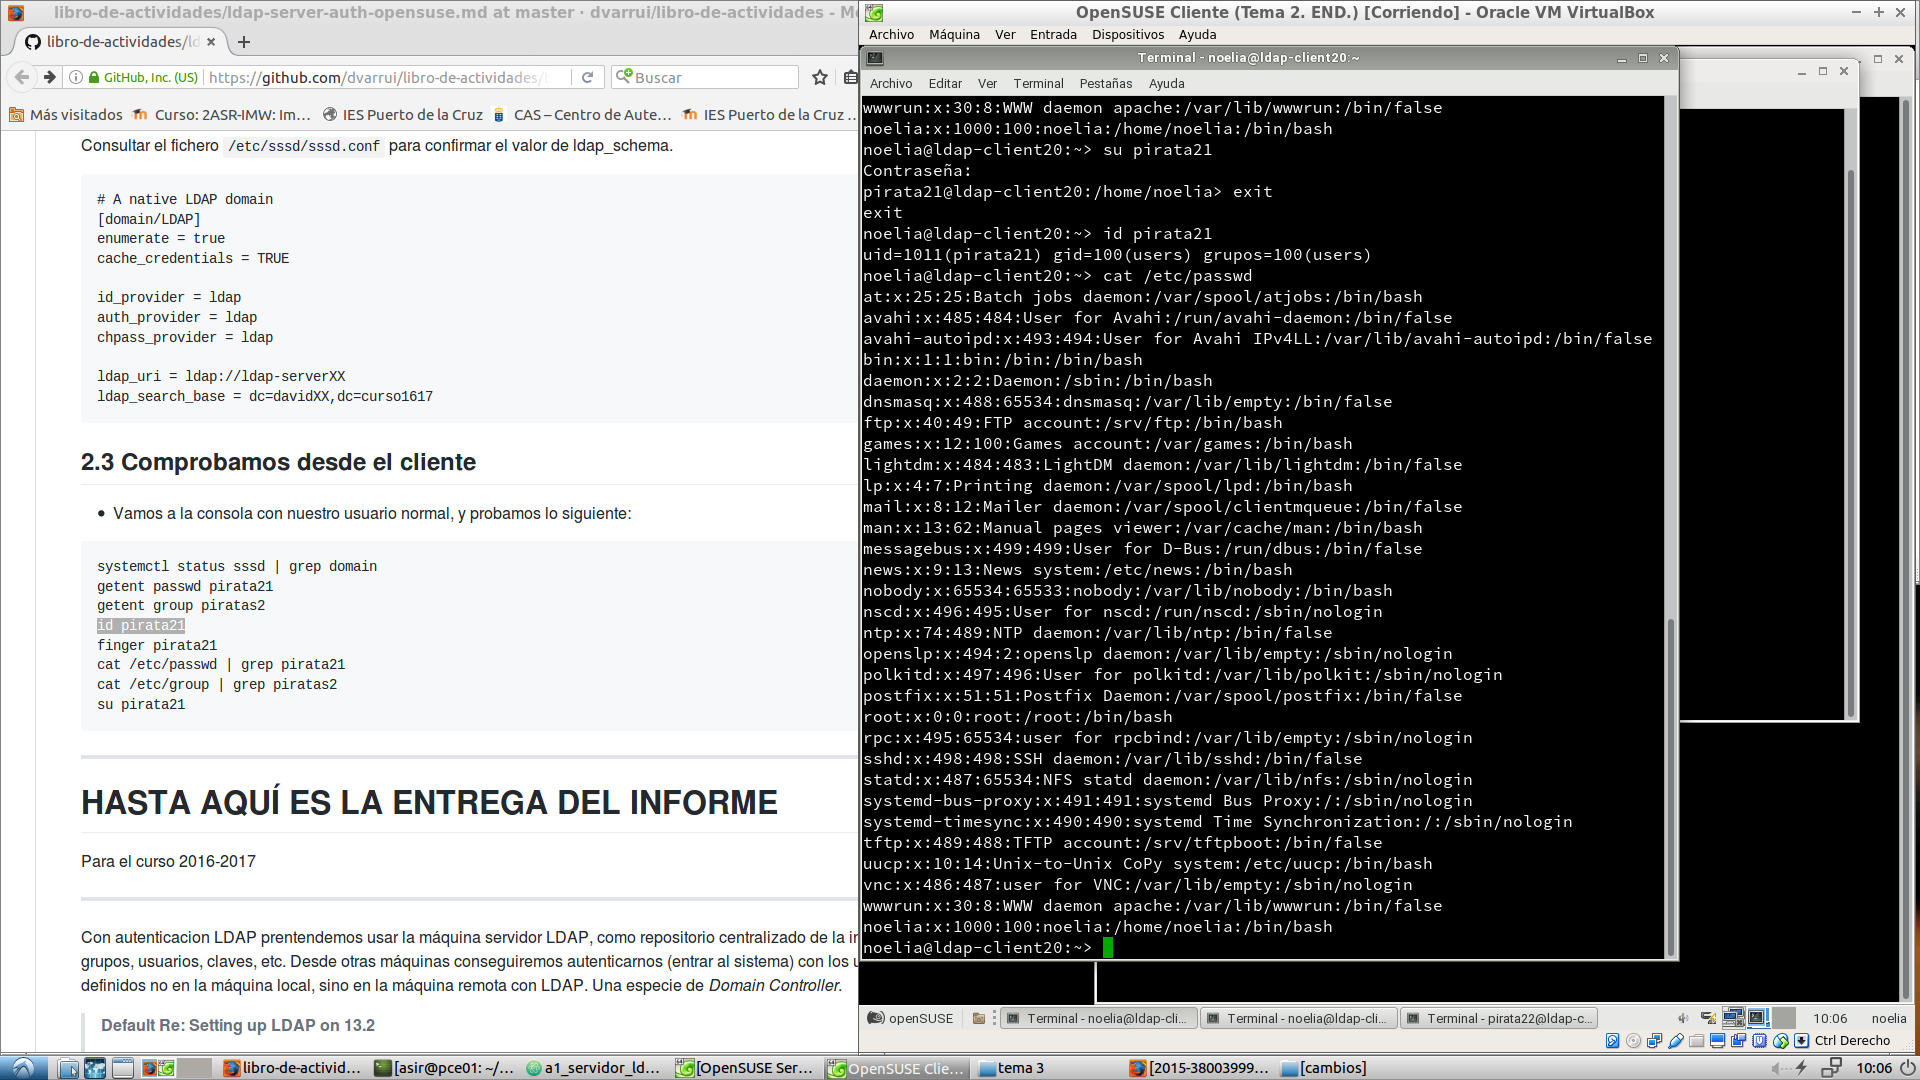 libro-de-actividades/ldap-server-auth-opensuse.md at master · dvarrui/libro-de-actividades - M
libro-de-actividades/ld
GitHub, Inc. (US)
https://github.com/dvarrui/libro-de-actividades/
Buscar
Más visitados
Curso: 2ASR-IMW: Im...
IES Puerto de la Cruz
CAS – Centro de Aute...
IES Puerto de la Cruz ...
Consultar el fichero /etc/sssd/sssd.conf para confirmar el valor de ldap_schema.
# A native LDAP domain
[domain/LDAP]
enumerate = true
cache_credentials = TRUE
id_provider = ldap
auth_provider = ldap
chpass_provider = ldap
ldap_uri = ldap://ldap-serverXX
ldap_search_base = dc=davidXX,dc=curso1617
2.3 Comprobamos desde el cliente
Vamos a la consola con nuestro usuario normal, y probamos lo siguiente:
systemctl status sssd | grep domain
getent passwd pirata21
getent group piratas2
id pirata21
finger pirata21
cat /etc/passwd | grep pirata21
cat /etc/group | grep piratas2
su pirata21
HASTA AQUÍ ES LA ENTREGA DEL INFORME
Para el curso 2016-2017
Con autenticacion LDAP prentendemos usar la máquina servidor LDAP, como repositorio centralizado de la i
grupos, usuarios, claves, etc. Desde otras máquinas conseguiremos autenticarnos (entrar al sistema) con los u
definidos no en la máquina local, sino en la máquina remota con LDAP. Una especie de Domain Controller.
Default Re: Setting up LDAP on 13.2
OpenSUSE Cliente (Tema 2. END.) [Corriendo] - Oracle VM VirtualBox
Archivo Máquina Ver Entrada Dispositivos Ayuda
Terminal - noelia@ldap-client20:~
Archivo Editar Ver Terminal Pestañas Ayuda
wwwrun:x:30:8:WWW daemon apache:/var/lib/wwwrun:/bin/false
noelia:x:1000:100:noelia:/home/noelia:/bin/bash
noelia@ldap-client20:~> su pirata21
Contraseña:
pirata21@ldap-client20:/home/noelia> exit
exit
noelia@ldap-client20:~> id pirata21
uid=1011(pirata21) gid=100(users) grupos=100(users)
noelia@ldap-client20:~> cat /etc/passwd
at:x:25:25:Batch jobs daemon:/var/spool/atjobs:/bin/bash
avahi:x:485:484:User for Avahi:/run/avahi-daemon:/bin/false
avahi-autoipd:x:493:494:User for Avahi IPv4LL:/var/lib/avahi-autoipd:/bin/false
bin:x:1:1:bin:/bin:/bin/bash
daemon:x:2:2:Daemon:/sbin:/bin/bash
dnsmasq:x:488:65534:dnsmasq:/var/lib/empty:/bin/false
ftp:x:40:49:FTP account:/srv/ftp:/bin/bash
games:x:12:100:Games account:/var/games:/bin/bash
lightdm:x:484:483:LightDM daemon:/var/lib/lightdm:/bin/false
lp:x:4:7:Printing daemon:/var/spool/lpd:/bin/bash
mail:x:8:12:Mailer daemon:/var/spool/clientmqueue:/bin/false
man:x:13:62:Manual pages viewer:/var/cache/man:/bin/bash
messagebus:x:499:499:User for D-Bus:/run/dbus:/bin/false
news:x:9:13:News system:/etc/news:/bin/bash
nobody:x:65534:65533:nobody:/var/lib/nobody:/bin/bash
nscd:x:496:495:User for nscd:/run/nscd:/sbin/nologin
ntp:x:74:489:NTP daemon:/var/lib/ntp:/bin/false
openslp:x:494:2:openslp daemon:/var/lib/empty:/sbin/nologin
polkitd:x:497:496:User for polkitd:/var/lib/polkit:/sbin/nologin
postfix:x:51:51:Postfix Daemon:/var/spool/postfix:/bin/false
root:x:0:0:root:/root:/bin/bash
rpc:x:495:65534:user for rpcbind:/var/lib/empty:/sbin/nologin
sshd:x:498:498:SSH daemon:/var/lib/sshd:/bin/false
statd:x:487:65534:NFS statd daemon:/var/lib/nfs:/sbin/nologin
systemd-bus-proxy:x:491:491:systemd Bus Proxy:/:/sbin/nologin
systemd-timesync:x:490:490:systemd Time Synchronization:/:/sbin/nologin
tftp:x:489:488:TFTP account:/srv/tftpboot:/bin/false
uucp:x:10:14:Unix-to-Unix CoPy system:/etc/uucp:/bin/bash
vnc:x:486:487:user for VNC:/var/lib/empty:/sbin/nologin
wwwrun:x:30:8:WWW daemon apache:/var/lib/wwwrun:/bin/false
noelia:x:1000:100:noelia:/home/noelia:/bin/bash
noelia@ldap-client20:~>
openSUSE
Terminal - noelia@ldap-cli...
Terminal - noelia@ldap-cli...
Terminal - pirata22@ldap-c...
10:06
noelia
Ctrl Derecho
libro-de-activid...
[asir@pce01: ~/...
a1_servidor_ld...
[OpenSUSE Ser...
OpenSUSE Clie...
tema 3
[2015-38003999...
[cambios]
10:06